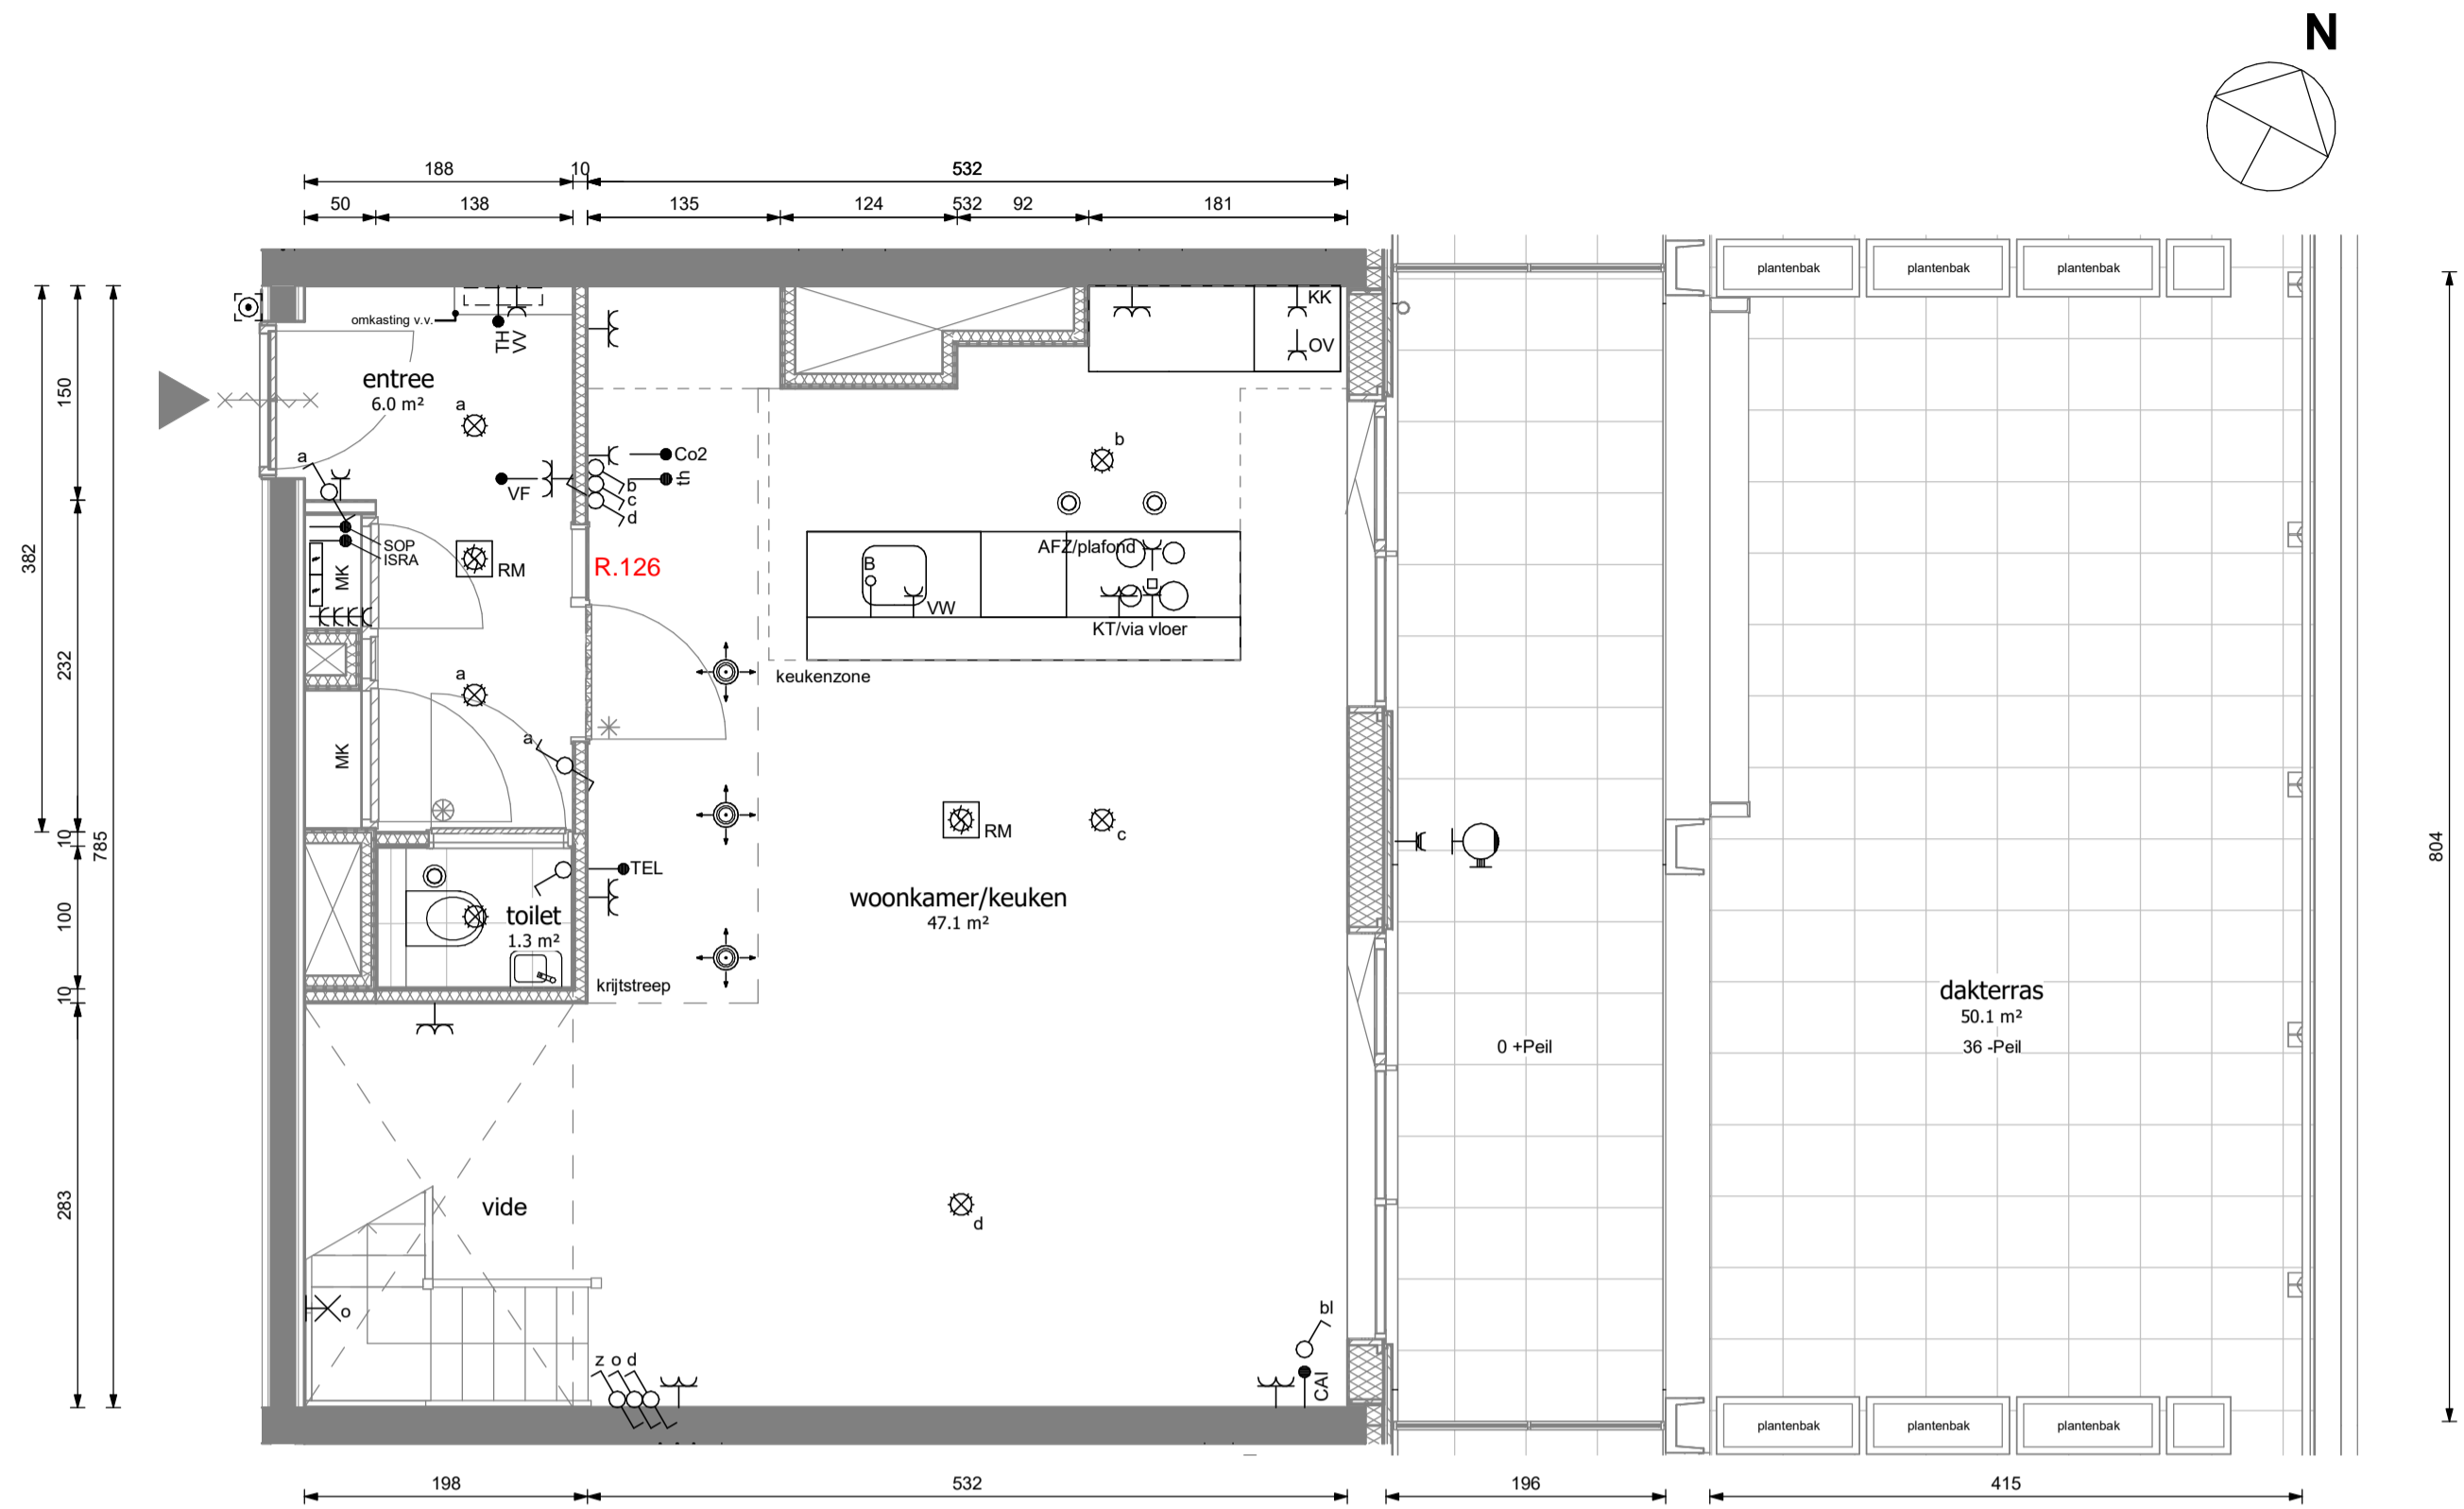 N
188
10
532
50
138
135
124
532
92
181
plantenbak
plantenbak
plantenbak
KK
OV
omkasting v.v.
TH
VV
entree
6.0 m²
a
a
VF
Co2
th
b
c
d
b
SOP
ISRA
MK
RM
R.126
AFZ/plafond
B
VW
KT/via vloer
keukenzone
a
a
MK
RM
c
TEL
toilet
1.3 m²
woonkamer/keuken
47.1 m²
krijtstreep
dakterras
50.1 m²
36 -Peil
0 +Peil
vide
d
o
z o d
bl
CAI
plantenbak
plantenbak
plantenbak
150
382
232
10
785
100
10
283
804
198
532
196
415